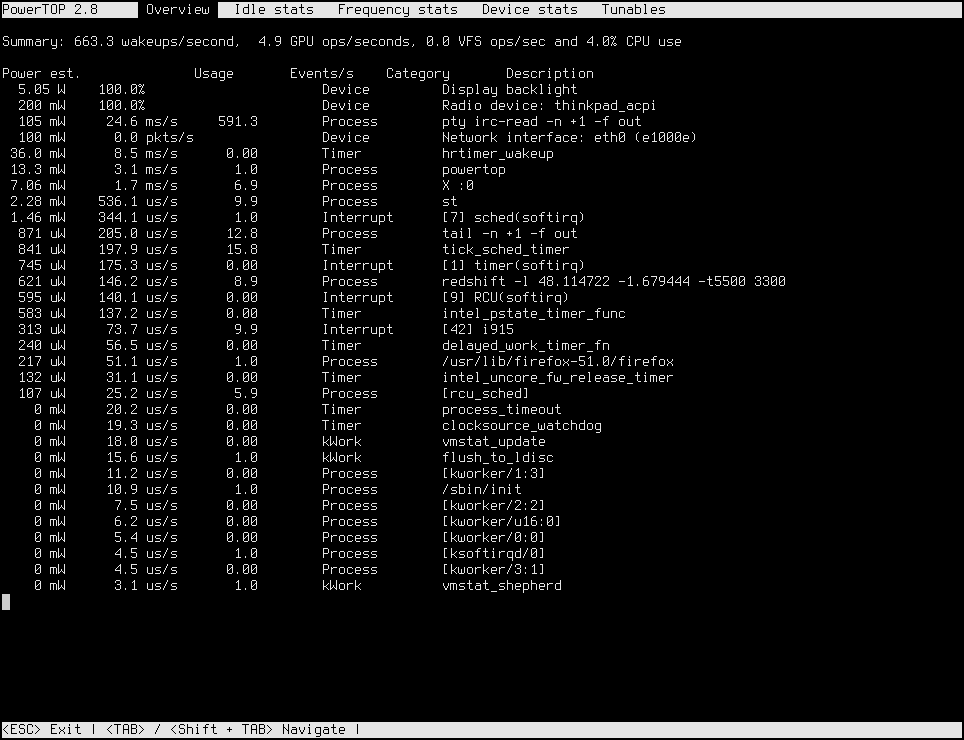 PowerTOP 2.8 Overview Idle stats Frequency stats Device stats Tunables
Summary: 663.3 wakeups/second, 4.9 GPU ops/seconds, 0.0 VFS ops/sec and 4.0% CPU use
Power est. Usage Events/s Category Description
5.05 W 100.0% Device Display backlight
200 mW 100.0% Device Radio device: thinkpad_acpi
105 mW 24.6 ms/s 591.3 Process pty irc-read -n +1 -f out
100 mW 0.0 pkts/s Device Network interface: eth0 (e1000e)
36.0 mW 8.5 ms/s 0.00 Timer hrtimer_wakeup
13.3 mW 3.1 ms/s 1.0 Process powertop
7.06 mW 1.7 ms/s 6.9 Process X :0
2.28 mW 536.1 us/s 9.9 Process st
1.46 mW 344.1 us/s 1.0 Interrupt [7] sched(softirq)
871 uW 205.0 us/s 12.8 Process tail -n +1 -f out
841 uW 197.9 us/s 15.8 Timer tick_sched_timer
745 uW 175.3 us/s 0.00 Interrupt [1] timer(softirq)
621 uW 146.2 us/s 8.9 Process redshift -l 48.114722 -1.679444 -t5500 3300
595 uW 140.1 us/s 0.00 Interrupt [9] RCU(softirq)
583 uW 137.2 us/s 0.00 Timer intel_pstate_timer_func
313 uW 73.7 us/s 9.9 Interrupt [42] i915
240 uW 56.5 us/s 0.00 Timer delayed_work_timer_fn
217 uW 51.1 us/s 1.0 Process /usr/lib/firefox-51.0/firefox
132 uW 31.1 us/s 0.00 Timer intel_uncore_fw_release_timer
107 uW 25.2 us/s 5.9 Process [rcu_sched]
0 mW 20.2 us/s 0.00 Timer process_timeout
0 mW 19.3 us/s 0.00 Timer clocksource_watchdog
0 mW 18.0 us/s 0.00 kWork vmstat_update
0 mW 15.6 us/s 1.0 kWork flush_to_ldisc
0 mW 11.2 us/s 0.00 Process [kworker/1:3]
0 mW 10.9 us/s 1.0 Process /sbin/init
0 mW 7.5 us/s 0.00 Process [kworker/2:2]
0 mW 6.2 us/s 0.00 Process [kworker/u16:0]
0 mW 5.4 us/s 0.00 Process [kworker/0:0]
0 mW 4.5 us/s 1.0 Process [ksoftirqd/0]
0 mW 4.5 us/s 0.00 Process [kworker/3:1]
0 mW 3.1 us/s 1.0 kWork vmstat_shepherd
<ESC> Exit | <TAB> / <Shift + TAB> Navigate |